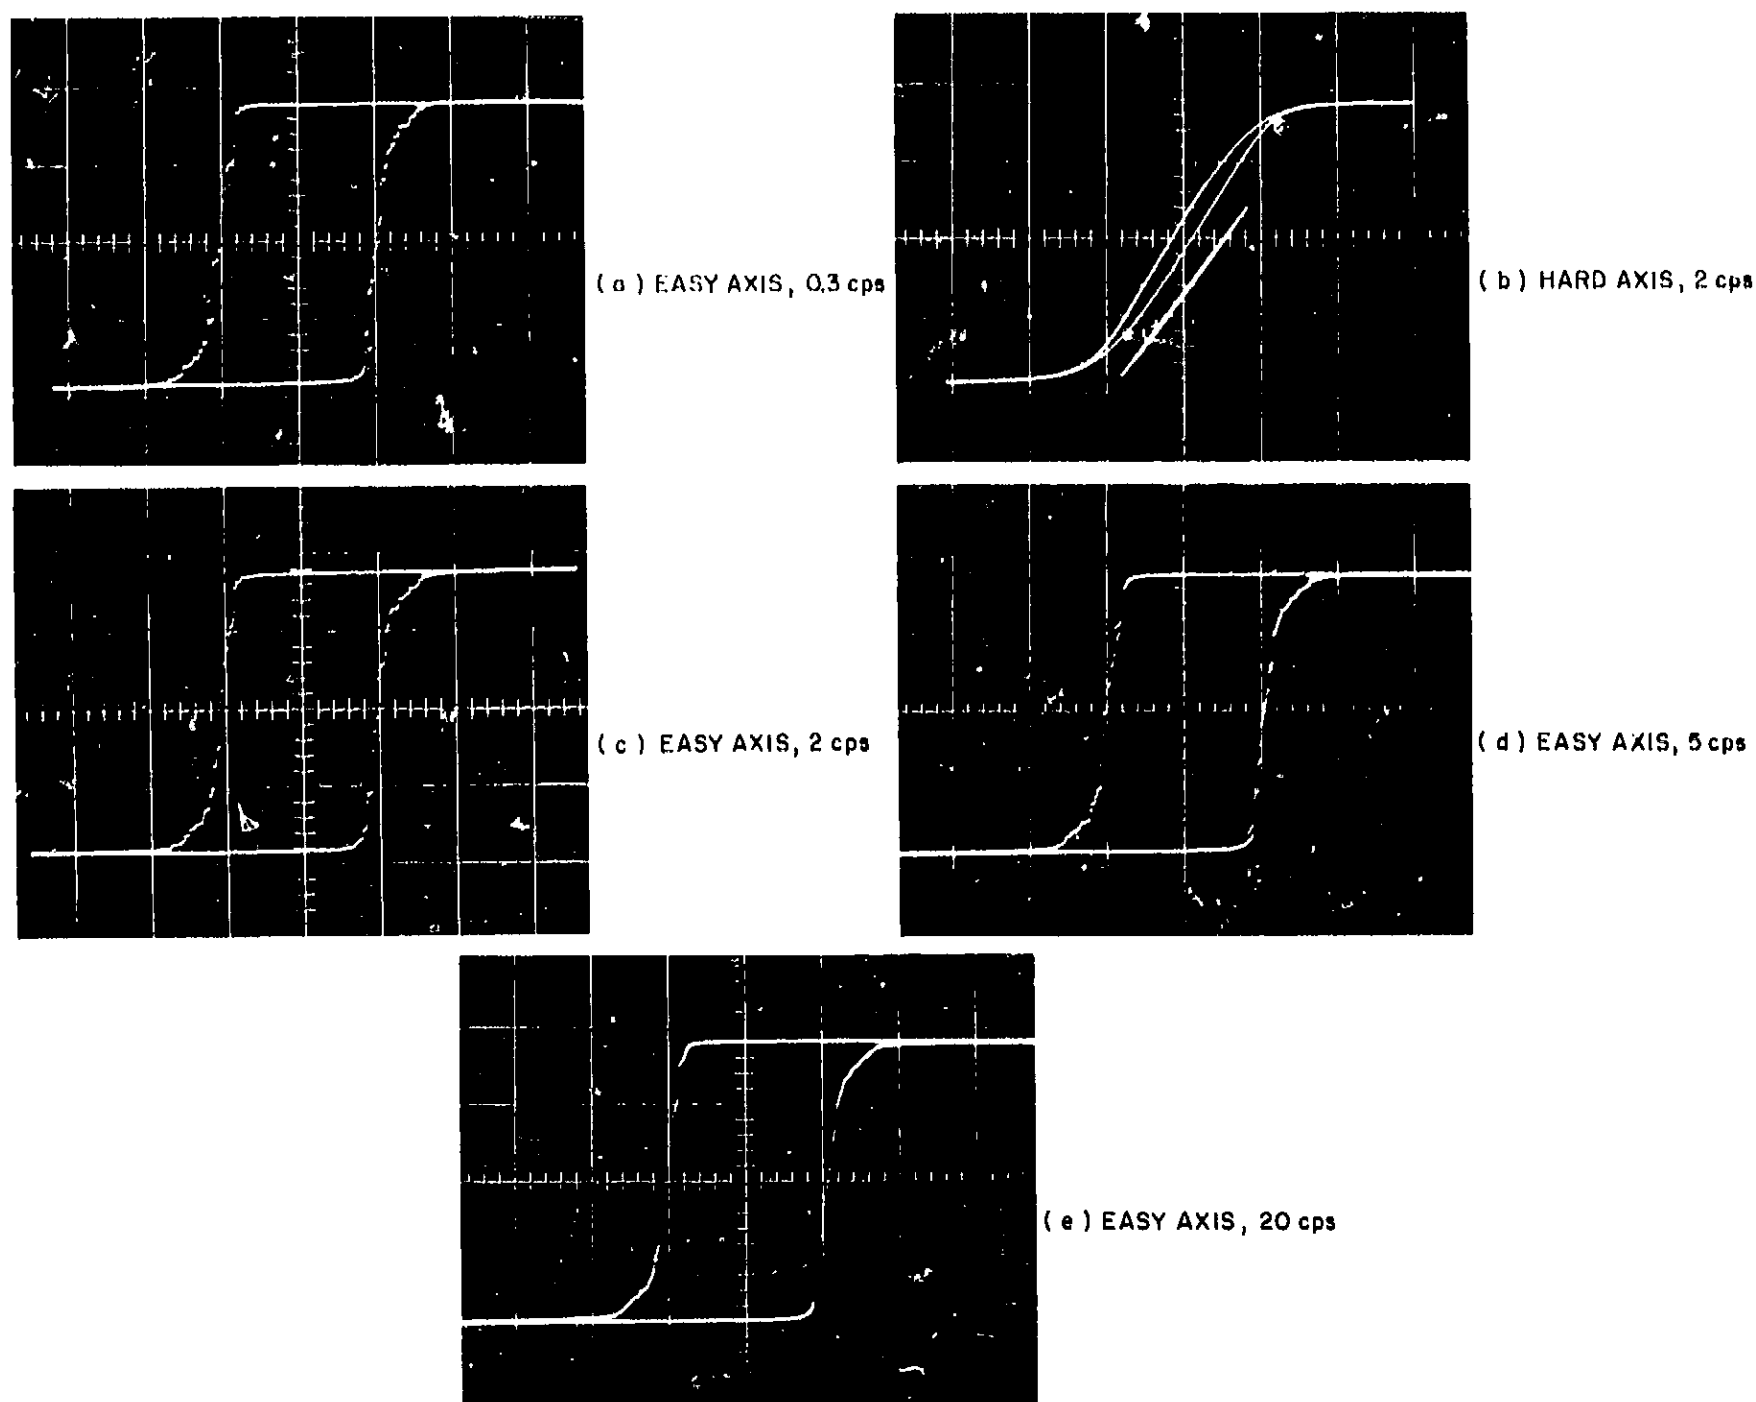 ( a ) EASY AXIS, 0.3 cps
( b ) HARD AXIS, 2 cps
( c ) EASY AXIS, 2 cps
( d ) EASY AXIS, 5 cps
( e ) EASY AXIS, 20 cps